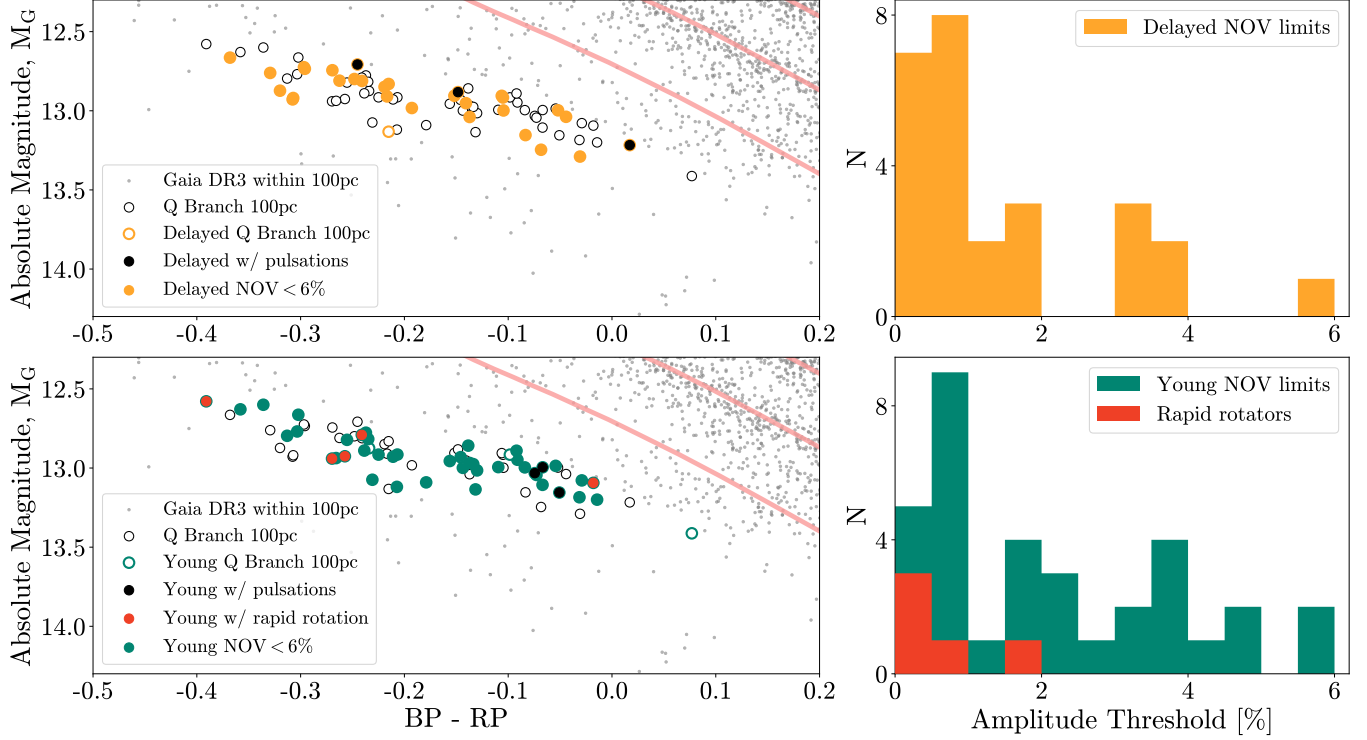 12.5
13.0
13.5
14.0
Absolute Magnitude, M_G
Gaia DR3 within 100pc
Q Branch 100pc
Delayed Q Branch 100pc
Delayed w/ pulsations
Delayed NOV < 6%
-0.5 -0.4 -0.3 -0.2 -0.1 0.0 0.1 0.2
8
4
0
N
Delayed NOV limits
0 2 4 6
12.5
13.0
13.5
14.0
Absolute Magnitude, M_G
Gaia DR3 within 100pc
Q Branch 100pc
Young Q Branch 100pc
Young w/ pulsations
Young w/ rapid rotation
Young NOV < 6%
-0.5 -0.4 -0.3 -0.2 -0.1 0.0 0.1 0.2
BP - RP
8
4
0
N
Young NOV limits
Rapid rotators
0 2 4 6
Amplitude Threshold [%]